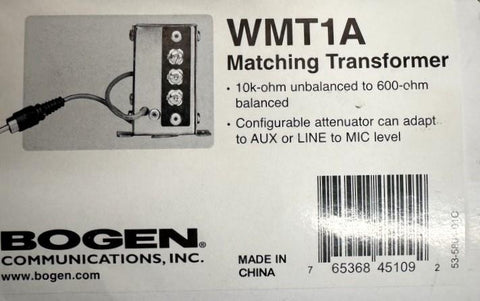 WMT1A
Matching Transformer
• 10k-ohm unbalanced to 600-ohm
balanced
• Configurable attenuator can adapt
to AUX or LINE to MIC level
BOGEN®
COMMUNICATIONS, INC.
www.bogen.com
MADE IN
CHINA
7 65368 45109 2